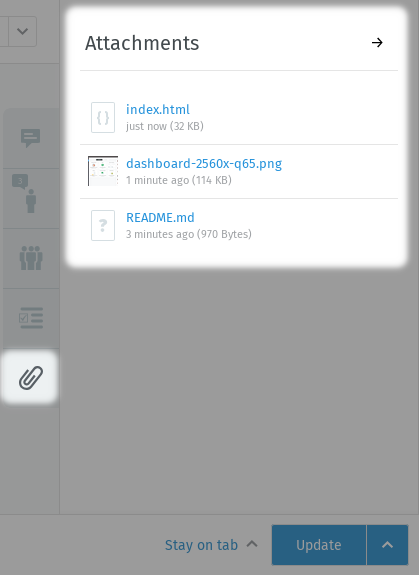 Attachments
index.html
just now (32 KB)
dashboard-2560x-q65.png
1 minute ago (114 KB)
README.md
3 minutes ago (970 Bytes)
Stay on tab
Update